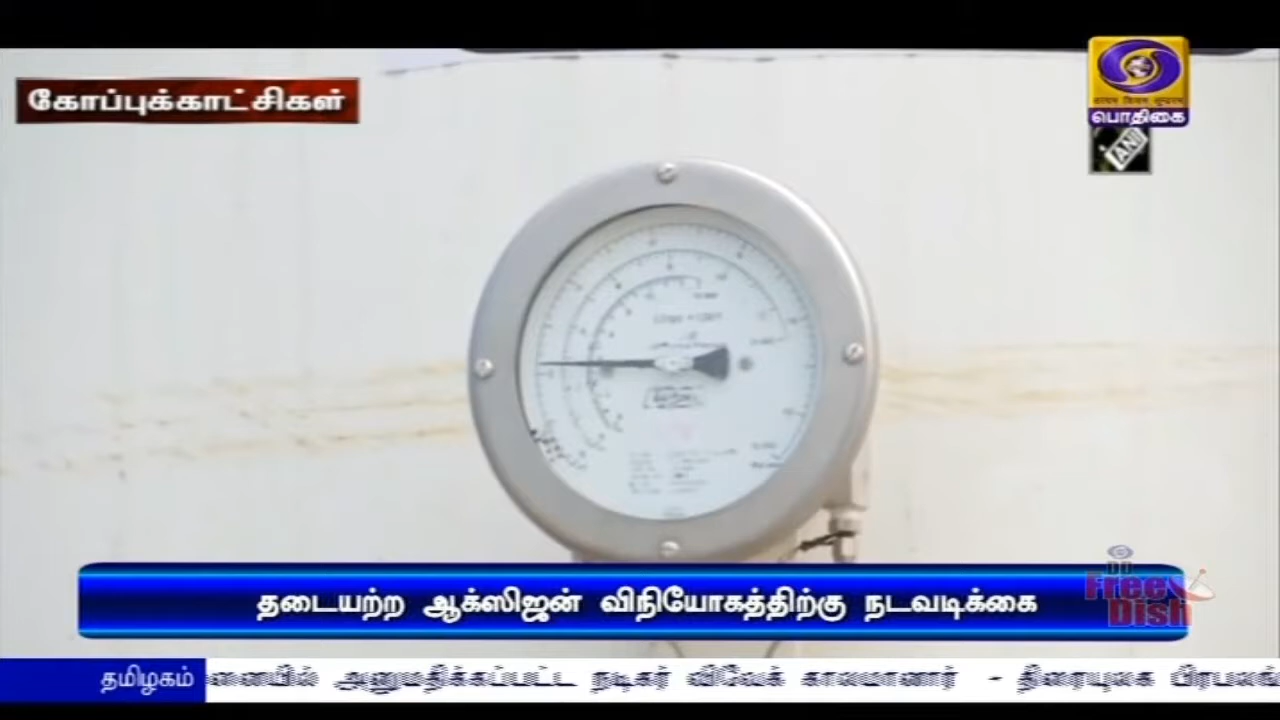 கோப்புக்காட்சிகள்
பொதிகை
ANI
தடையற்ற ஆக்ஸிஜன் விநியோகத்திற்கு நடவடிக்கை
DD
Free
Dish
தமிழகம்
னையில் அனுமதிக்கப்பட்ட நடிகர் விவேக் காலமானார் - திரையுலக பிரபலங்